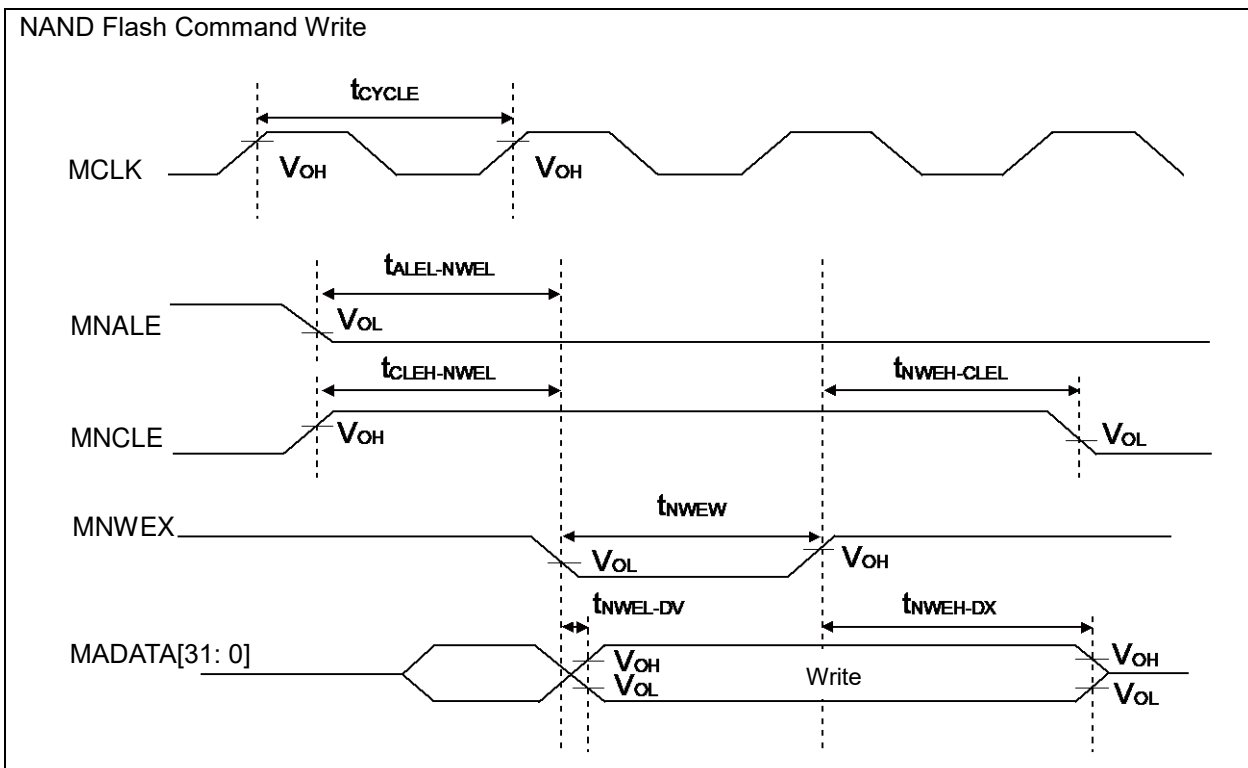 NAND Flash Command Write
tCYCLE
MCLK
VOH
VOH
tALEL-NWEL
MNALE
VOL
tCLEH-NWEL
tNWEH-CLEL
MNCLE
VOH
VOL
tNWEW
MNWEX
VOL
VOH
tNWEL-DV
tNWEH-DX
MADATA[31: 0]
VOH
VOL
Write
VOH
VOL